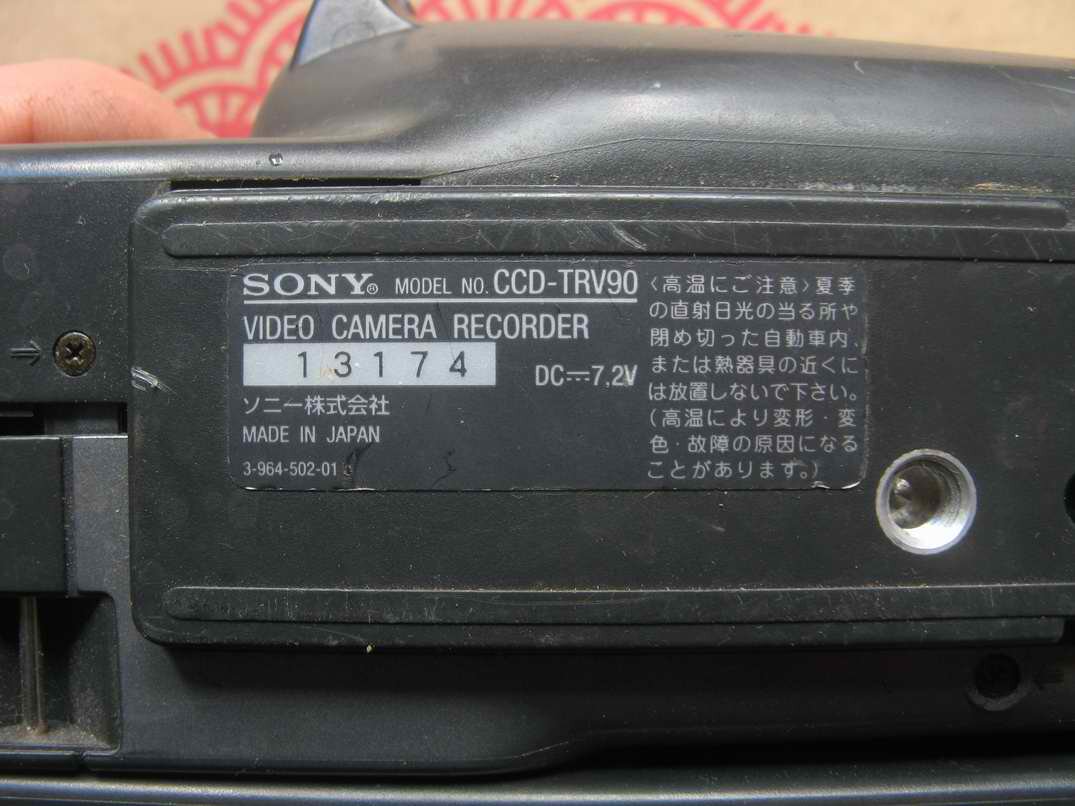 SONY® MODEL NO. CCD-TRV90
VIDEO CAMERA RECORDER
13174
DC⎓7.2V
ソニー株式会社
MADE IN JAPAN
3-964-502-01
〈高温にご注意〉夏季
の直射日光の当る所や
閉め切った自動車内、
または熱器具の近くに
は放置しないで下さい。
(高温により変形・変
色・故障の原因になる
ことがあります。)